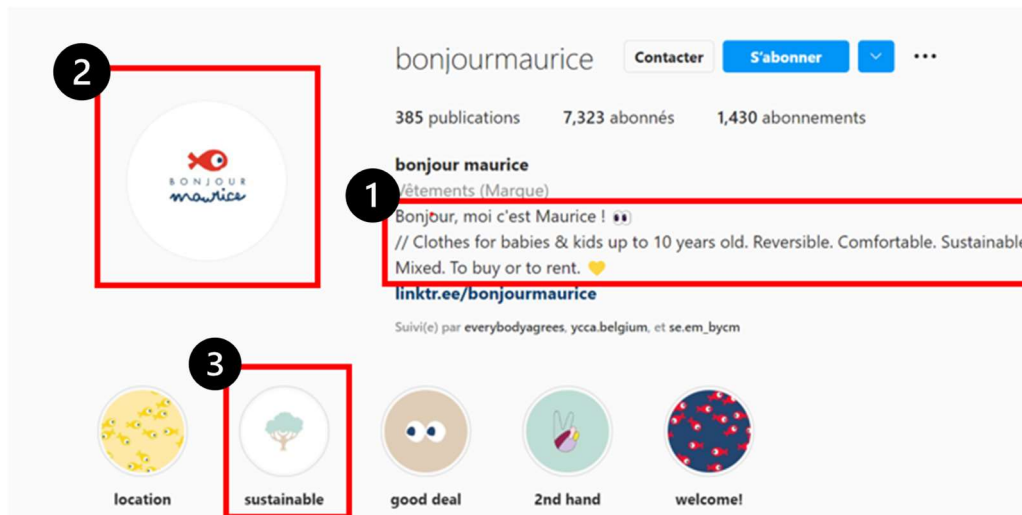 2
bonjourmaurice Contacter S'abonner
385 publications 7,323 abonnés 1,430 abonnements
BONJOUR
maurice
bonjour maurice
Vêtements (Marque)
1
Bonjour, moi c'est Maurice ! 👀
// Clothes for babies & kids up to 10 years old. Reversible. Comfortable. Sustainable
Mixed. To buy or to rent. 💛
linktr.ee/bonjourmaurice
Suivi(e) par everybodyagrees, ycca.belgium, et se.em_bycm
3
location sustainable good deal 2nd hand welcome!